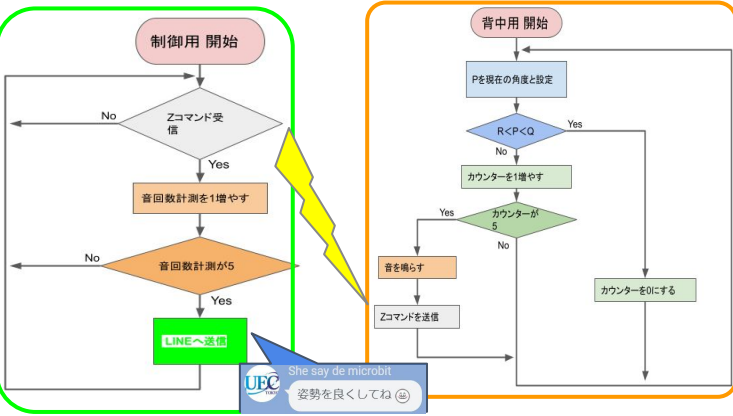 制御用 開始
Zコマンド受
信
No
Yes
音回数計測を1増やす
音回数計測が5
No
Yes
LINEへ送信
She say de microbit
UEC
姿勢を良くしてね
背中用 開始
Pを現在の角度と設定
R<P<Q
Yes
No
カウンターを1増やす
カウンターが
5
Yes
No
音を鳴らす
Zコマンドを送信
カウンターを0にする